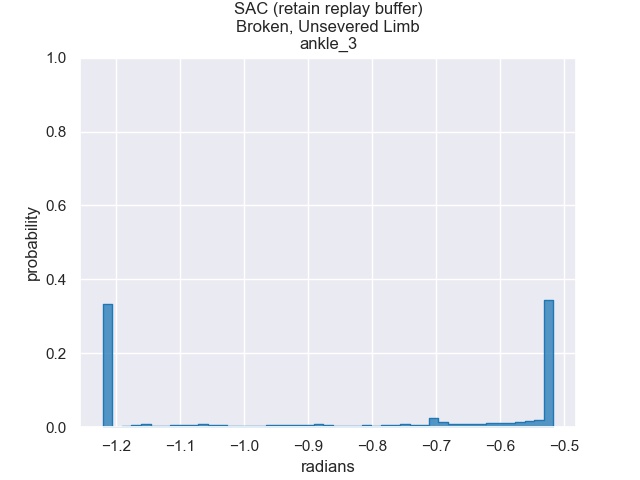 SAC (retain replay buffer)
Broken, Unsevered Limb
ankle_3
1.0
0.8
0.6
0.4
0.2
0.0
probability
−1.2 −1.1 −1.0 −0.9 −0.8 −0.7 −0.6 −0.5
radians